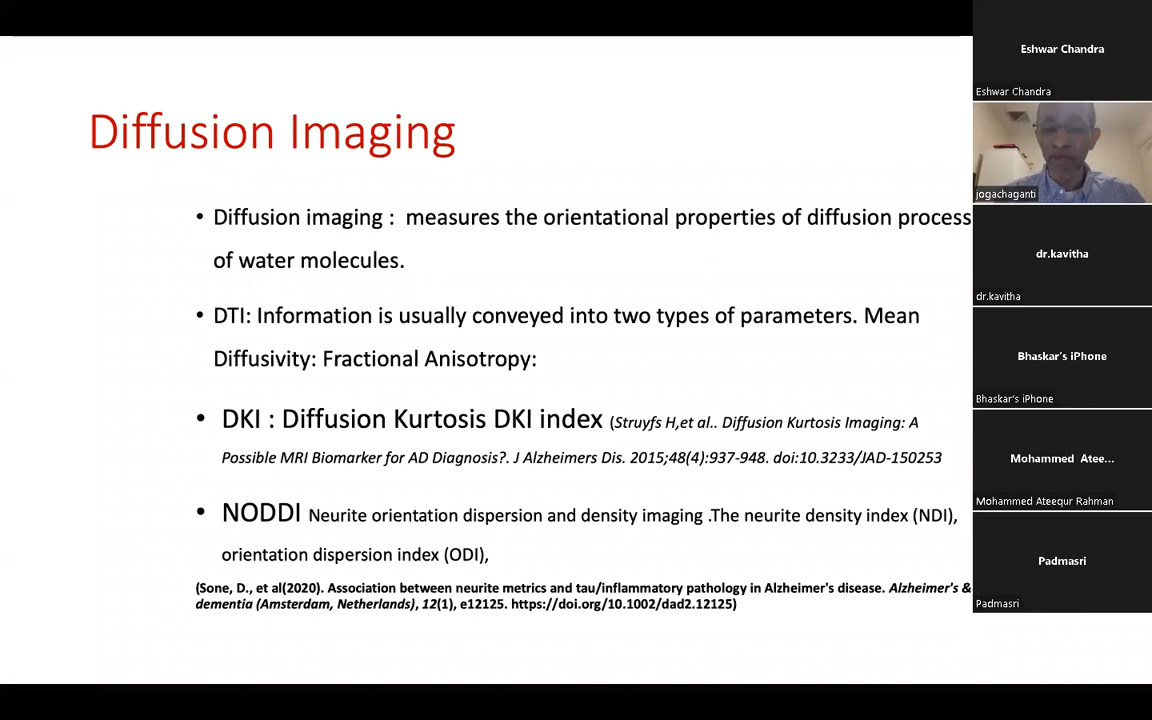 Diffusion Imaging
• Diffusion imaging : measures the orientational properties of diffusion process
of water molecules.
• DTI: Information is usually conveyed into two types of parameters. Mean
Diffusivity: Fractional Anisotropy:
• DKI : Diffusion Kurtosis DKI index (Struyfs H,et al.. Diffusion Kurtosis Imaging: A
Possible MRI Biomarker for AD Diagnosis?. J Alzheimers Dis. 2015;48(4):937-948. doi:10.3233/JAD-150253
• NODDI Neurite orientation dispersion and density imaging .The neurite density index (NDI),
orientation dispersion index (ODI),
(Sone, D., et al(2020). Association between neurite metrics and tau/inflammatory pathology in Alzheimer's disease. Alzheimer's &
dementia (Amsterdam, Netherlands), 12(1), e12125. https://doi.org/10.1002/dad2.12125)
Eshwar Chandra
Eshwar Chandra
jogachaganti
dr.kavitha
dr.kavitha
Bhaskar's iPhone
Bhaskar's iPhone
Mohammed Atee...
Mohammed Ateequr Rahman
Padmasri
Padmasri